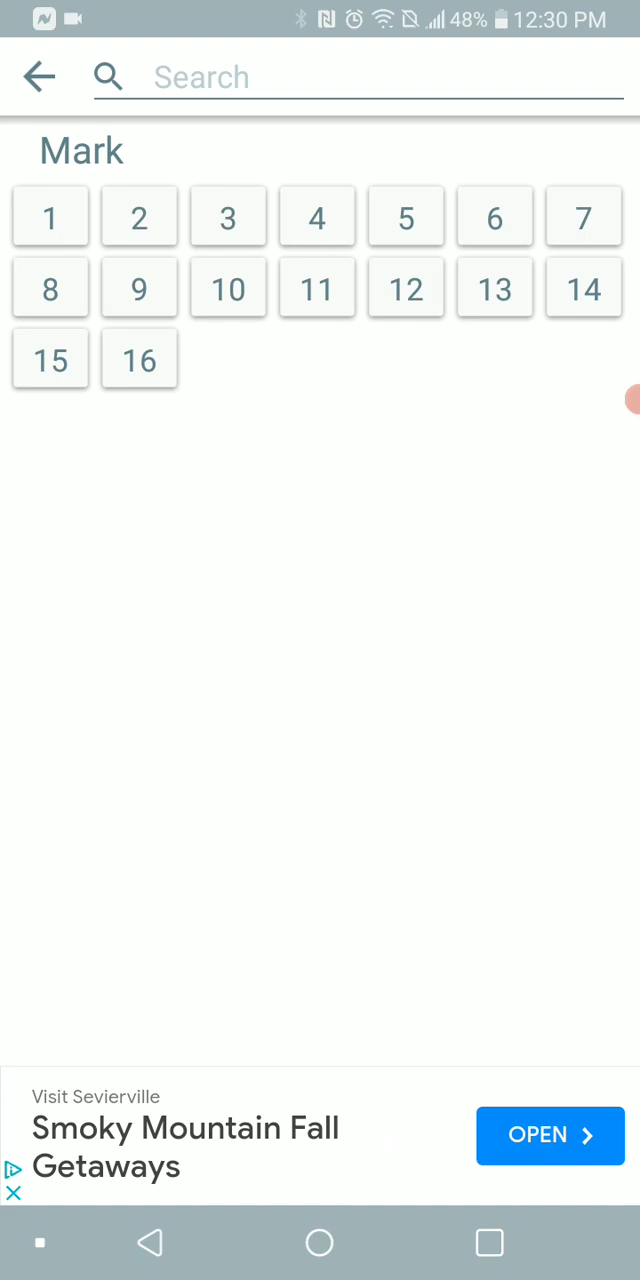 48% 12:30 PM
Search
Mark
1 2 3 4 5 6 7
8 9 10 11 12 13 14
15 16
Visit Sevierville
Smoky Mountain Fall
Getaways
OPEN